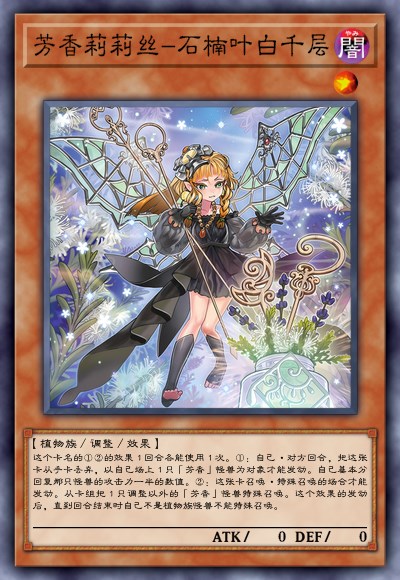 芳香莉莉丝–石楠叶白千层
やみ
闇
【植物族／调整／效果】
这个卡名的①②的效果1回合各能使用1次。①：自己·对方回合，把这张
卡从手卡丢弃，以自己场上1只「芳香」怪兽为对象才能发动。自己基本分
回复那只怪兽的攻击力一半的数值。②：这张卡召唤·特殊召唤的场合才能
发动。从卡组把1只调整以外的「芳香」怪兽特殊召唤。这个效果的发动
后，直到回合结束时自己不是植物族怪兽不能特殊召唤。
ATK/ 0 DEF/ 0